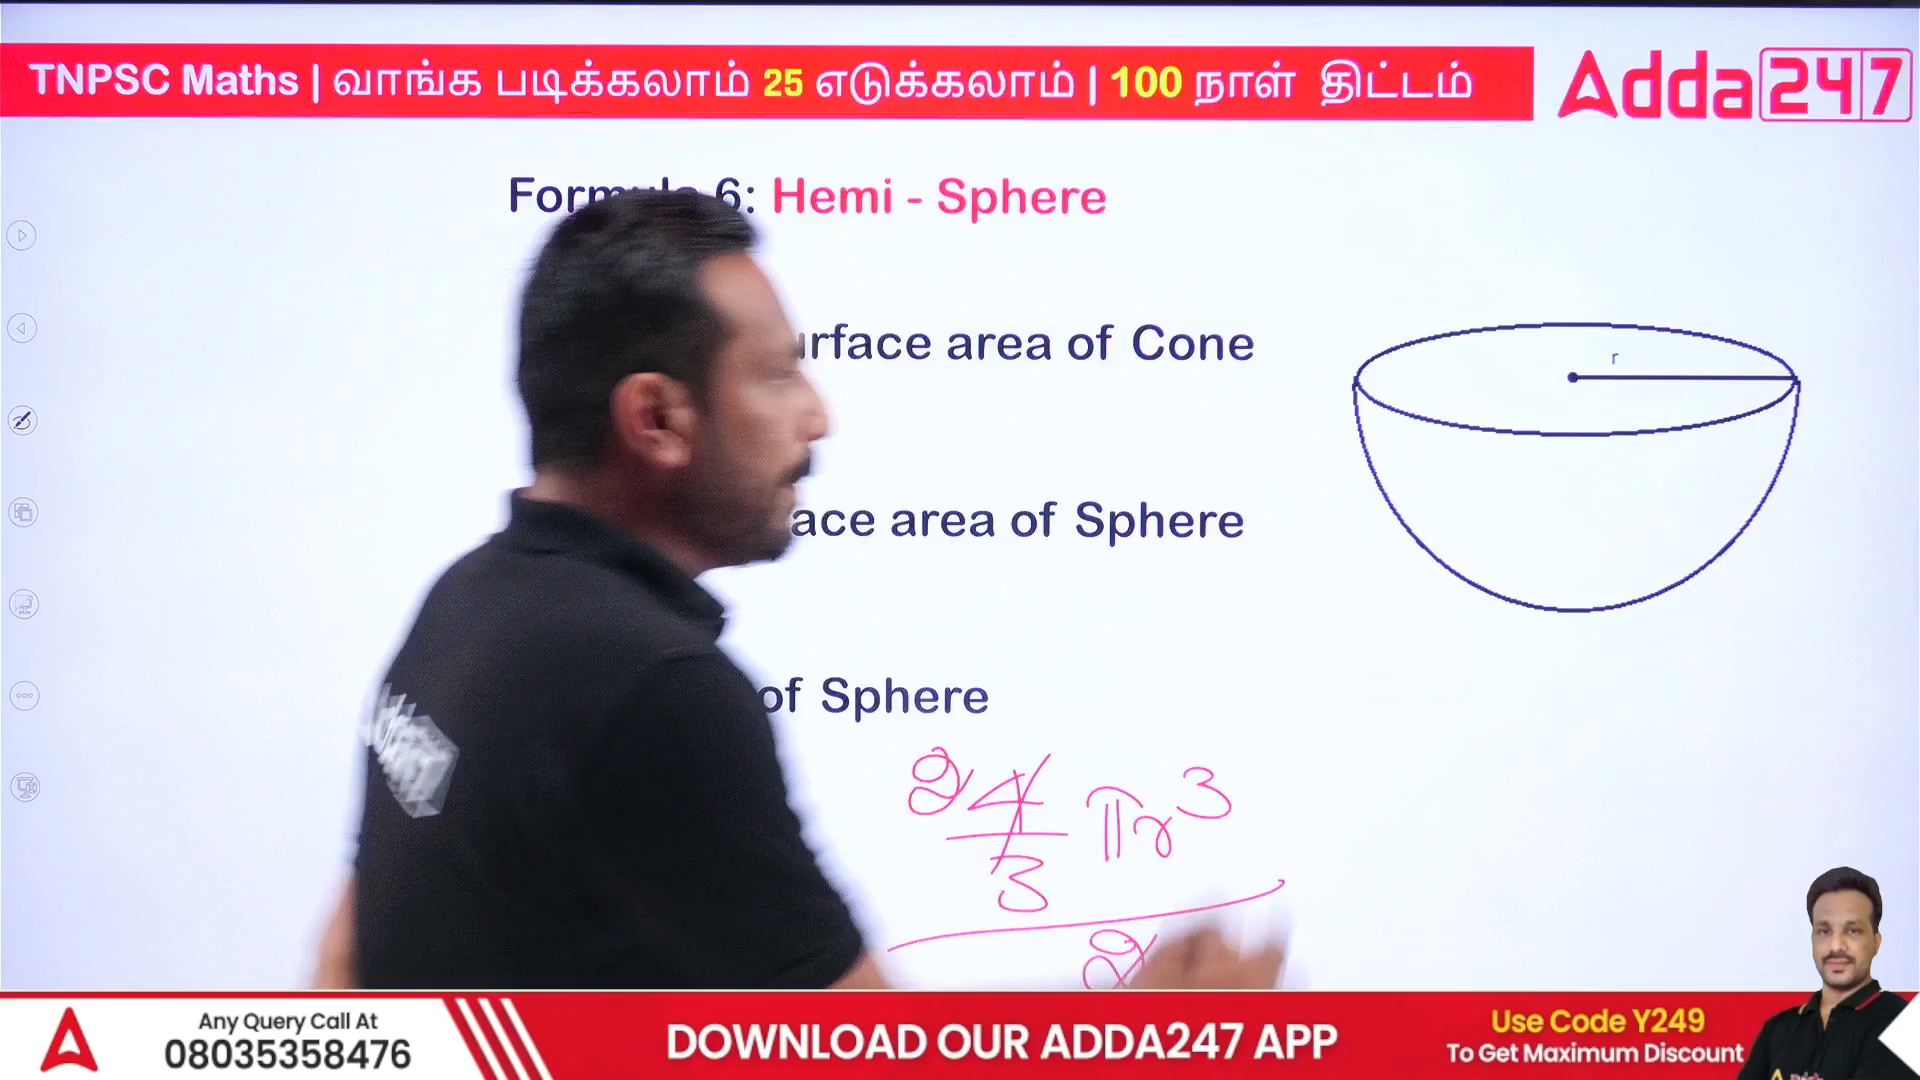 TNPSC Maths | வாங்க படிக்கலாம் 25 எடுக்கலாம் | 100 நாள் திட்டம்
Adda247
6: Hemi - Sphere
area of Cone
r
area of Sphere
of Sphere
2 4 πr³
3
2
Any Query Call At
08035358476
DOWNLOAD OUR ADDA247 APP
Use Code Y249
To Get Maximum Discount